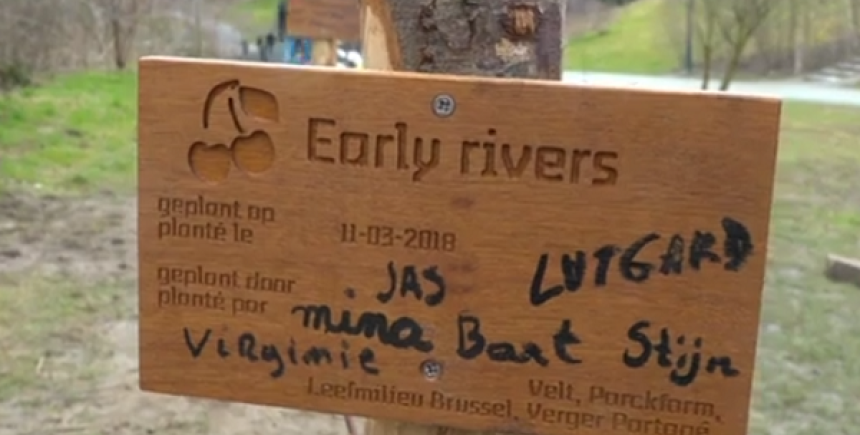 Early rivers
geplant op
planté le 11-03-2018
geplant door JAS LUTGARD
planté par mina Bart Stijn
Virginie
Velt, Parckfarm,
Leefmilieu Brussel, Verger Partagé